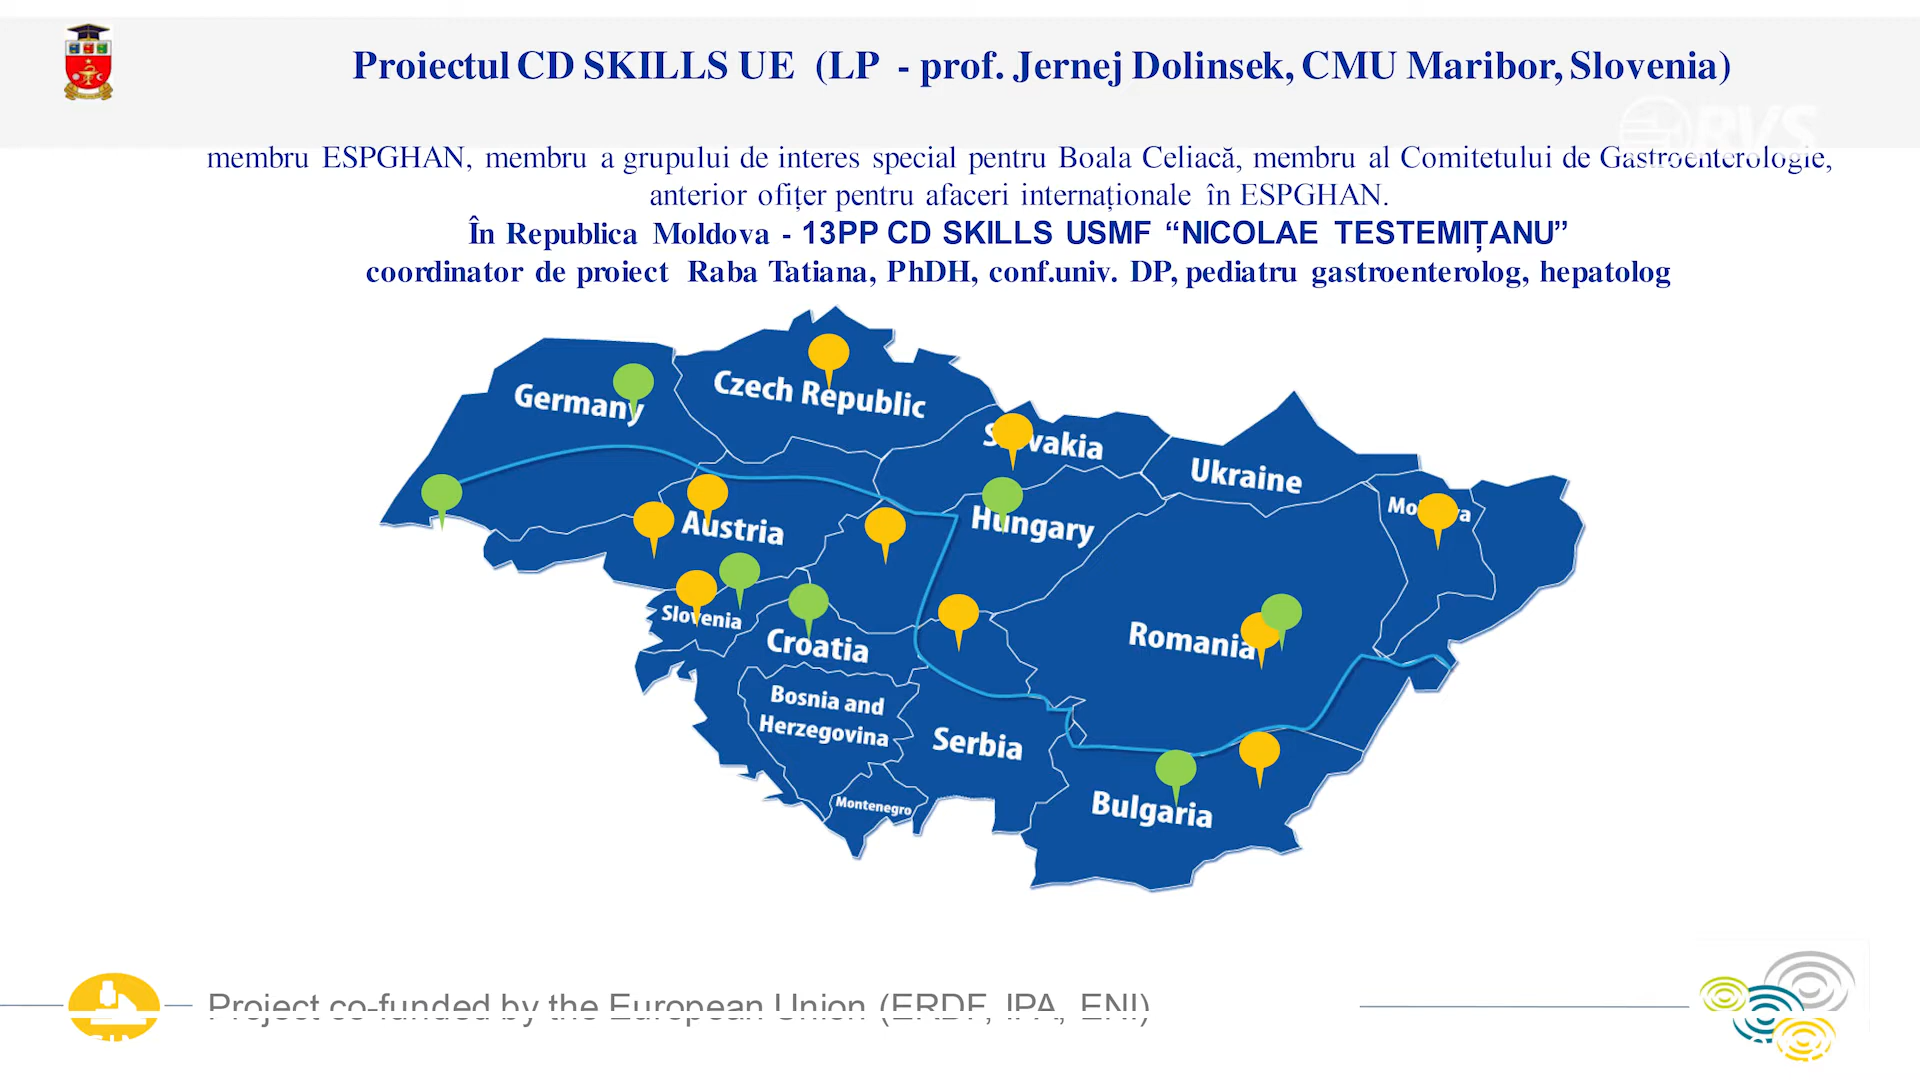 Proiectul CD SKILLS UE (LP - prof. Jernej Dolinsek, CMU Maribor, Slovenia)
RVS
membru ESPGHAN, membru a grupului de interes special pentru Boala Celiacă, membru al Comitetului de Gastroenterologie,
anterior ofițer pentru afaceri internaționale în ESPGHAN.
În Republica Moldova - 13PP CD SKILLS USMF “NICOLAE TESTEMIȚANU”
coordinator de proiect Raba Tatiana, PhDH, conf.univ. DP, pediatru gastroenterolog, hepatolog
Germany
Czech Republic
Slovakia
Ukraine
Moldova
Austria
Hungary
Slovenia
Croatia
Romania
Bosnia and
Herzegovina
Serbia
Montenegro
Bulgaria
Project co-funded by the European Union (ERDF, IPA, ENI)